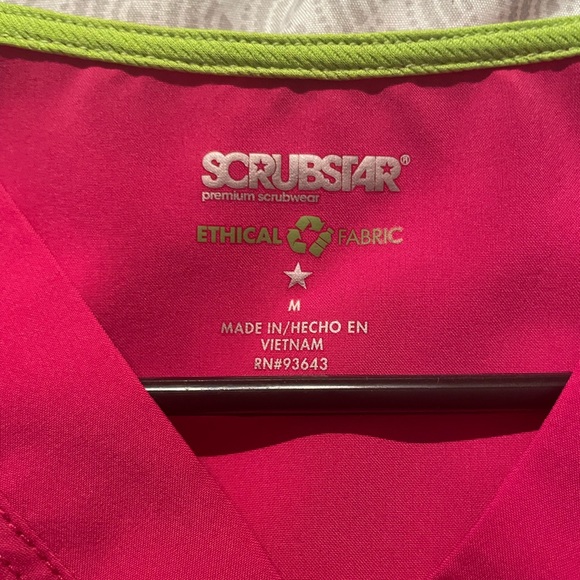 SCRUBSTAR®
premium scrubwear
ETHICAL FABRIC
M
MADE IN/HECHO EN
VIETNAM
RN#93643